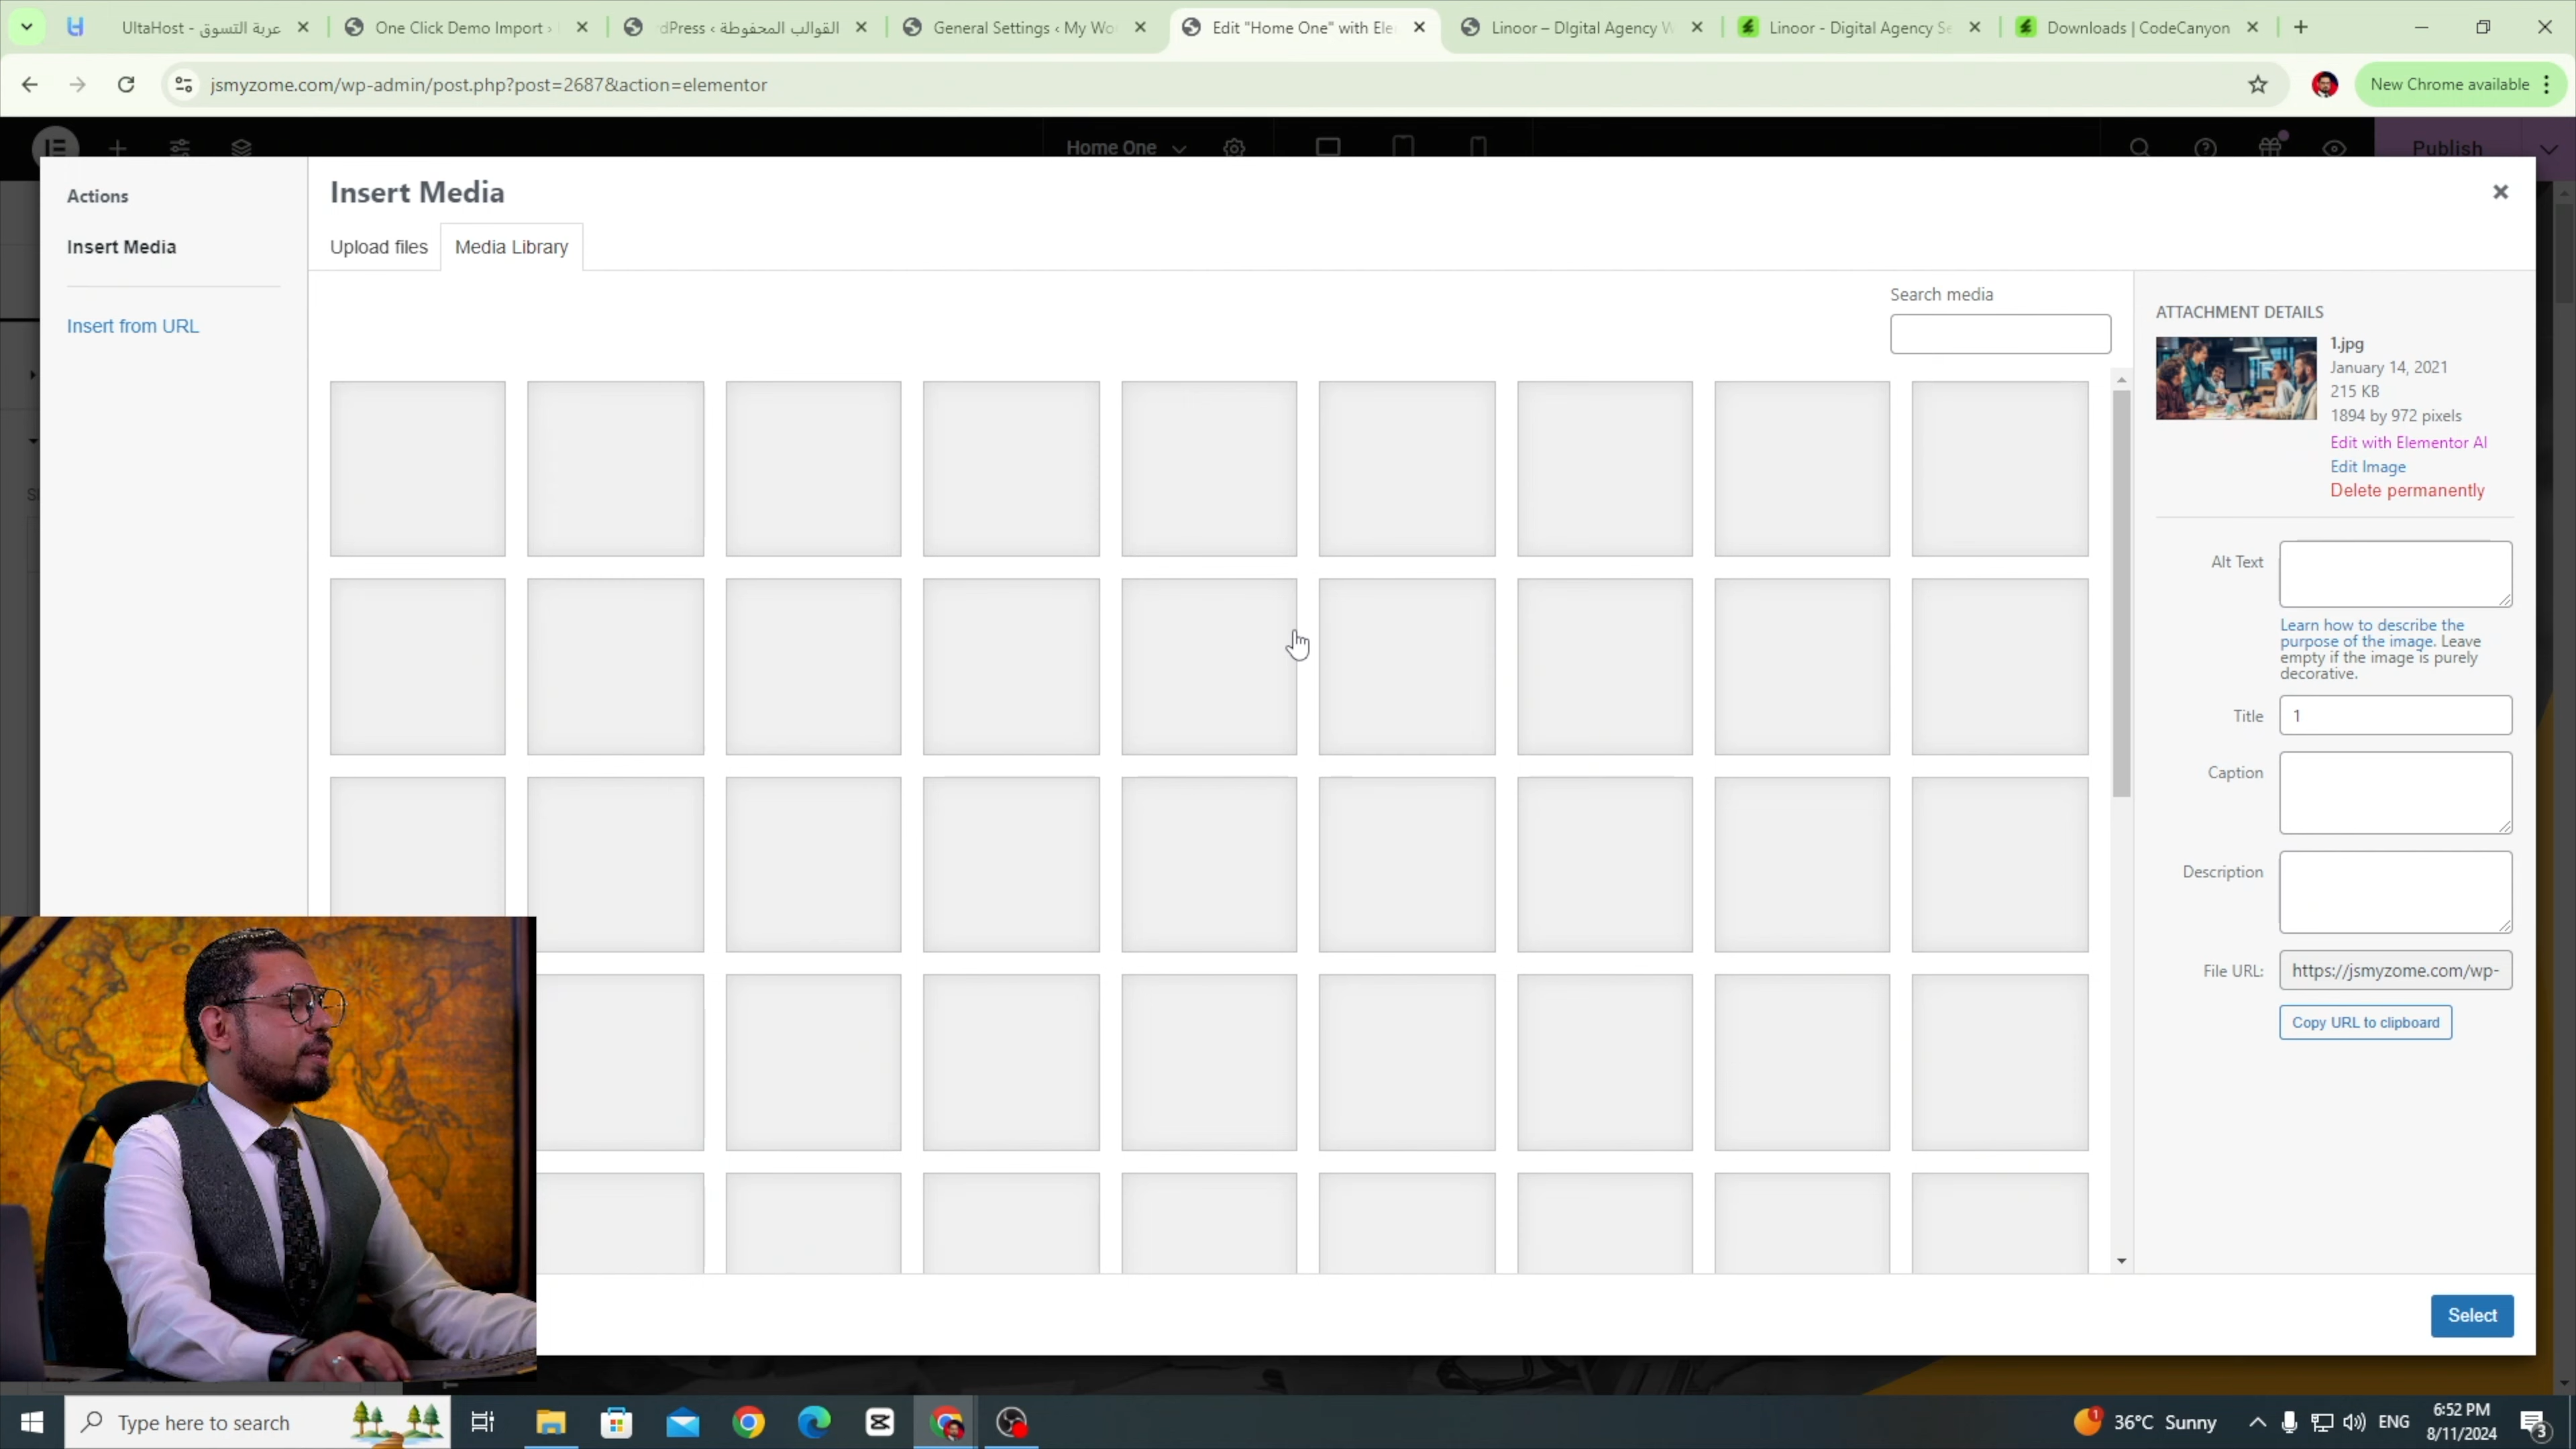 UltaHost - عربة التسوق
One Click Demo Import ›
القوالب المحفوظة ‹ dPress
General Settings ‹ My Wo
Edit "Home One" with Ele
Linoor – DIgital Agency W
Linoor - Digital Agency Se
Downloads | CodeCanyon
jsmyzome.com/wp-admin/post.php?post=2687&action=elementor
New Chrome available
Home One
Publish
Actions
Insert Media
Insert from URL
Insert Media
Upload files
Media Library
Search media
ATTACHMENT DETAILS
1.jpg
January 14, 2021
215 KB
1894 by 972 pixels
Edit with Elementor AI
Edit Image
Delete permanently
Alt Text
Learn how to describe the
purpose of the image. Leave
empty if the image is purely
decorative.
Title
1
Caption
Description
File URL:
https://jsmyzome.com/wp-
Copy URL to clipboard
Select
Type here to search
1
36°C Sunny
ENG
6:52 PM
8/11/2024
3